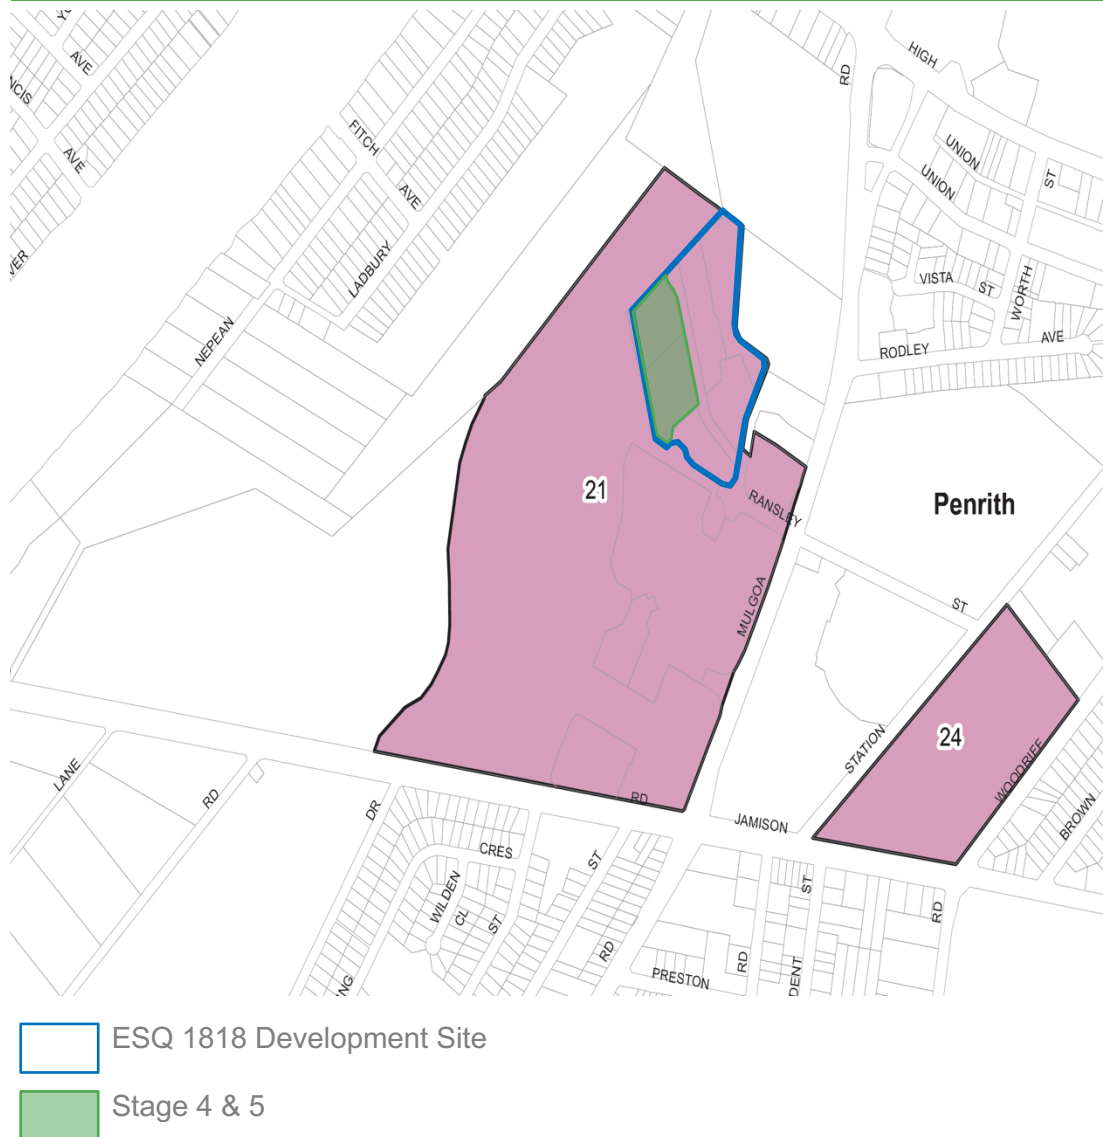 AVE
AVE
FITCH
AVE
LADBURY
NEPEAN
RD
HIGH
UNION
UNION
ST
VISTA
ST
WORTH
RODLEY
AVE
21
RANSLEY
Penrith
MULGOA
ST
24
STATION
WOODRIFF
BROWN
LANE
RD
DR
RD
JAMISON
CRES
WILDEN
CL
ST
ST
RD
PRESTON
RD
ST
DENT
RD
ESQ 1818 Development Site
Stage 4 & 5